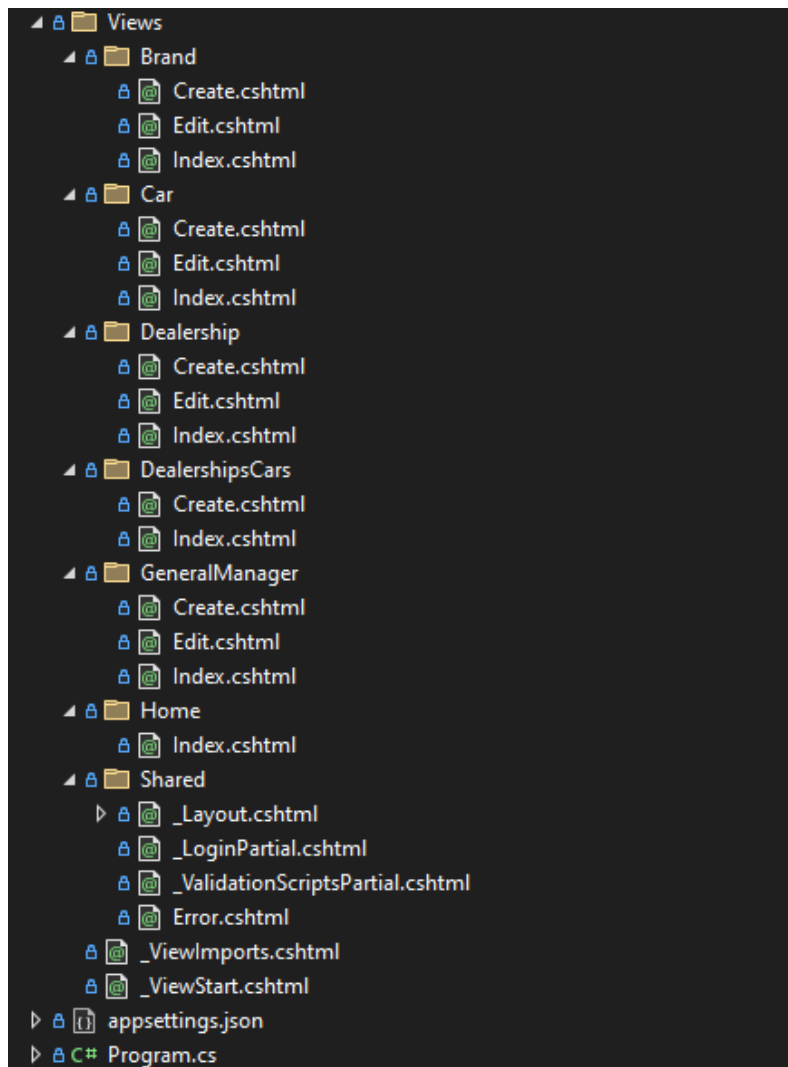 Views
Brand
@ Create.cshtml
@ Edit.cshtml
@ Index.cshtml
Car
@ Create.cshtml
@ Edit.cshtml
@ Index.cshtml
Dealership
@ Create.cshtml
@ Edit.cshtml
@ Index.cshtml
DealershipsCars
@ Create.cshtml
@ Index.cshtml
GeneralManager
@ Create.cshtml
@ Edit.cshtml
@ Index.cshtml
Home
@ Index.cshtml
Shared
@ _Layout.cshtml
@ _LoginPartial.cshtml
@ _ValidationScriptsPartial.cshtml
@ Error.cshtml
@ _ViewImports.cshtml
@ _ViewStart.cshtml
{} appsettings.json
C# Program.cs